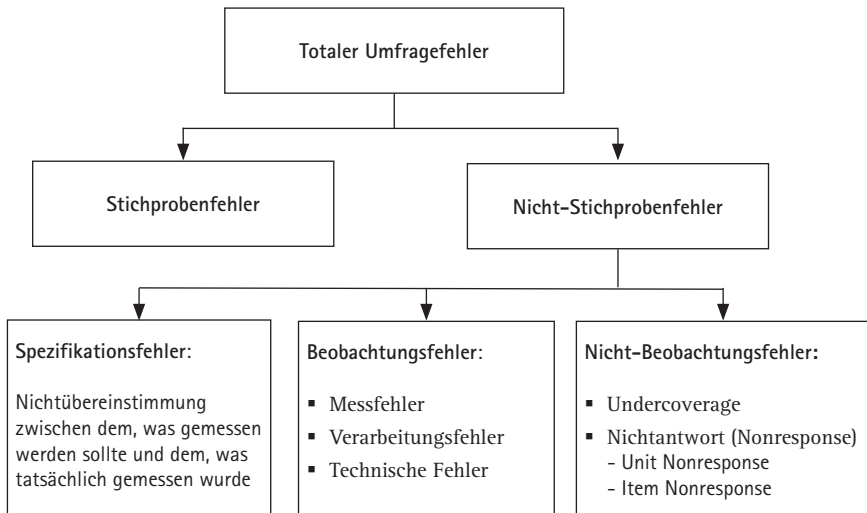 Totaler Umfragefehler
Stichprobenfehler
Nicht-Stichprobenfehler
Spezifikationsfehler:
Nichtübereinstimmung
zwischen dem, was gemessen
werden sollte und dem, was
tatsächlich gemessen wurde
Beobachtungsfehler:
▪ Messfehler
▪ Verarbeitungsfehler
▪ Technische Fehler
Nicht-Beobachtungsfehler:
▪ Undercoverage
▪ Nichtantwort (Nonresponse)
- Unit Nonresponse
- Item Nonresponse